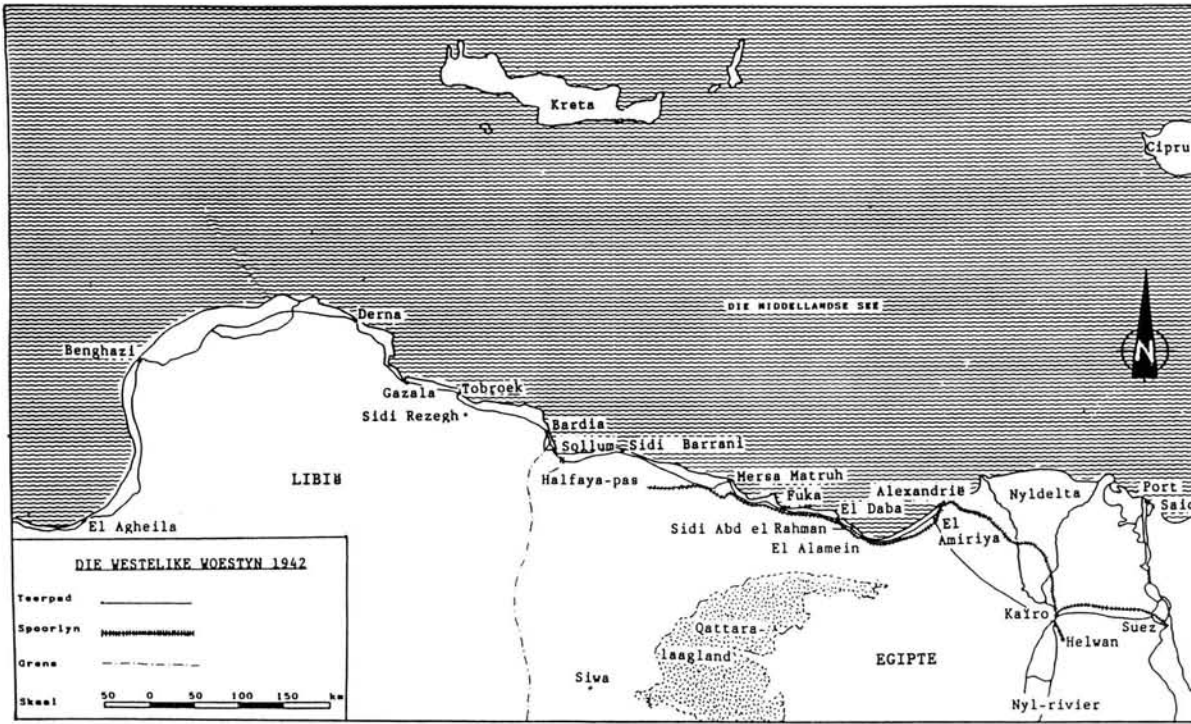 Kreta
Cipru
DIE MIDDELLANDSE SEE
N
Derna
Benghazi
Gazala
Tobroek
Sidi Rezegh
Bardia
Sollum
Sidi Barrani
Halfaya-pas
LIBIË
Mersa Matruh
Fuka
El Daba
Alexandrië
Nyldelta
Port
Said
El Agheila
Sidi Abd el Rahman
El Alamein
El
Amiriya
Kaïro
Suez
Helwan
Qattara-
laagland
EGIPTE
Siwa
Nyl-rivier
DIE WESTELIKE WOESTYN 1942
Teerpad
Spoorlyn
Grens
Skaal 50 0 50 100 150 km